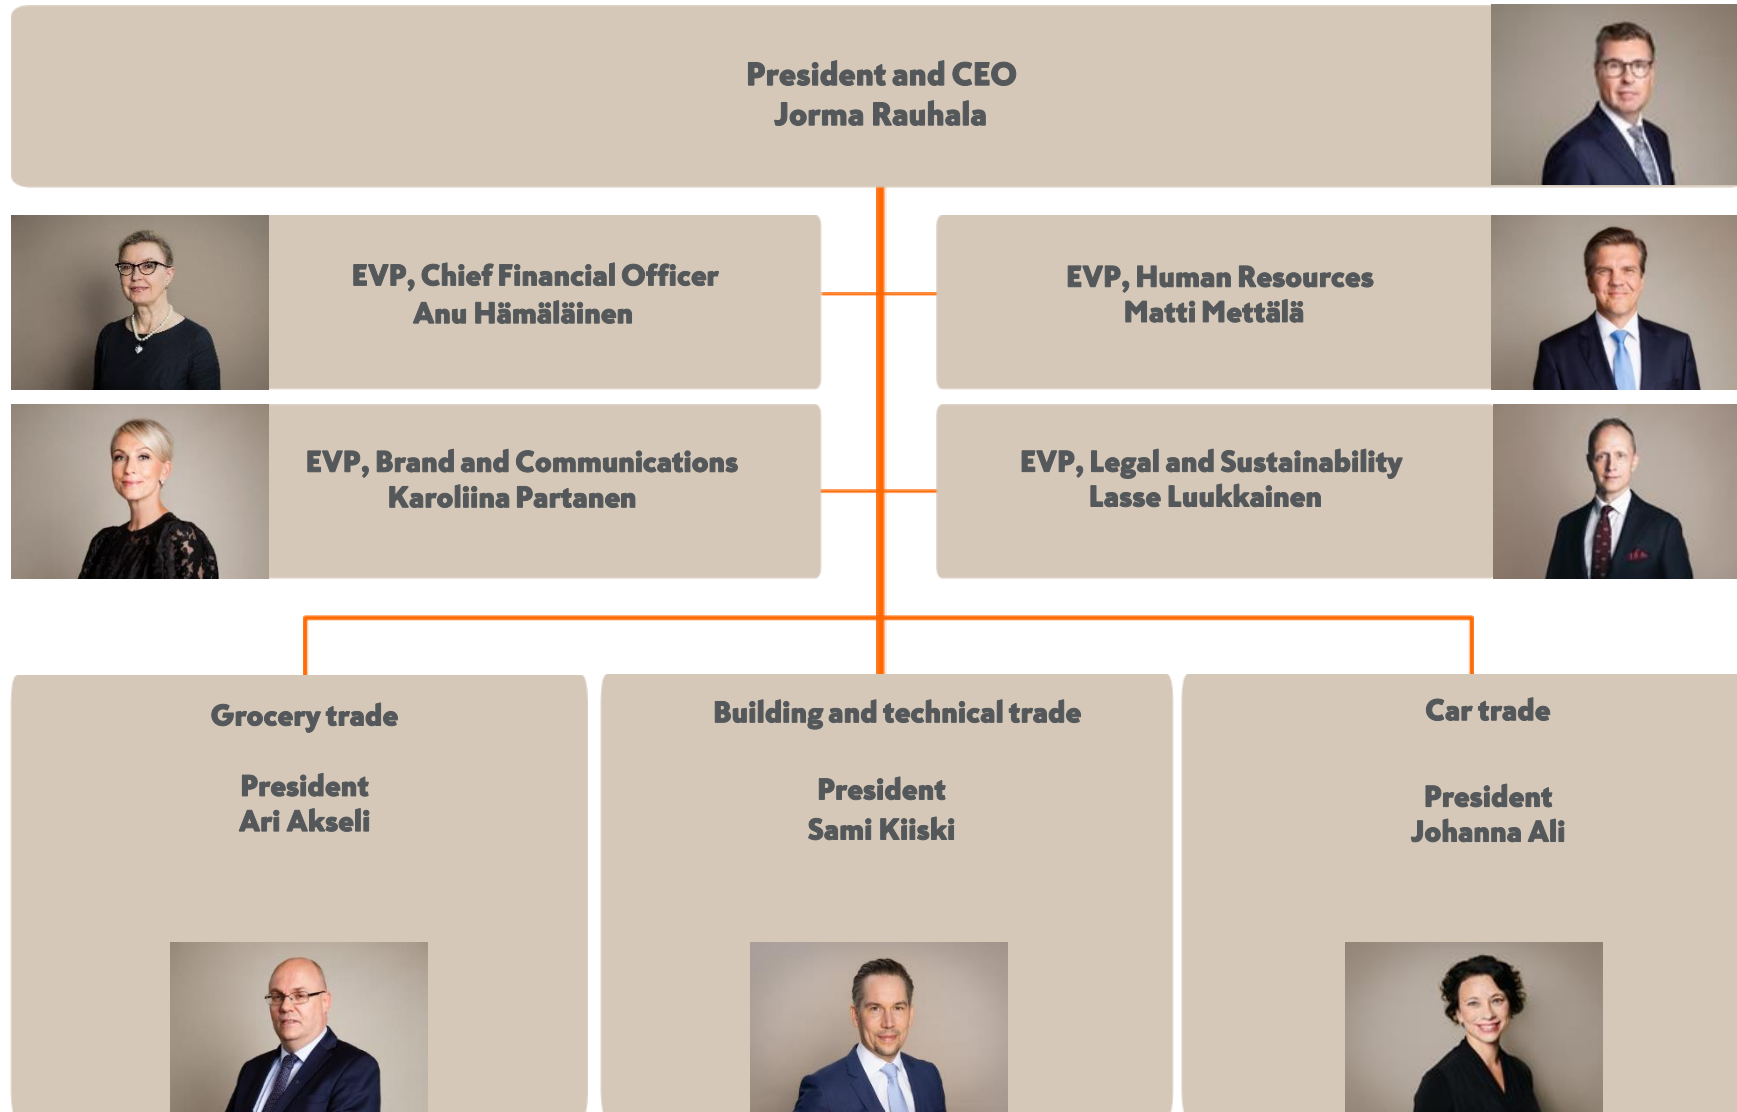 President and CEO
Jorma Rauhala
EVP, Chief Financial Officer
Anu Hämäläinen
EVP, Human Resources
Matti Mettälä
EVP, Brand and Communications
Karoliina Partanen
EVP, Legal and Sustainability
Lasse Luukkainen
Grocery trade
President
Ari Akseli
Building and technical trade
President
Sami Kiiski
Car trade
President
Johanna Ali